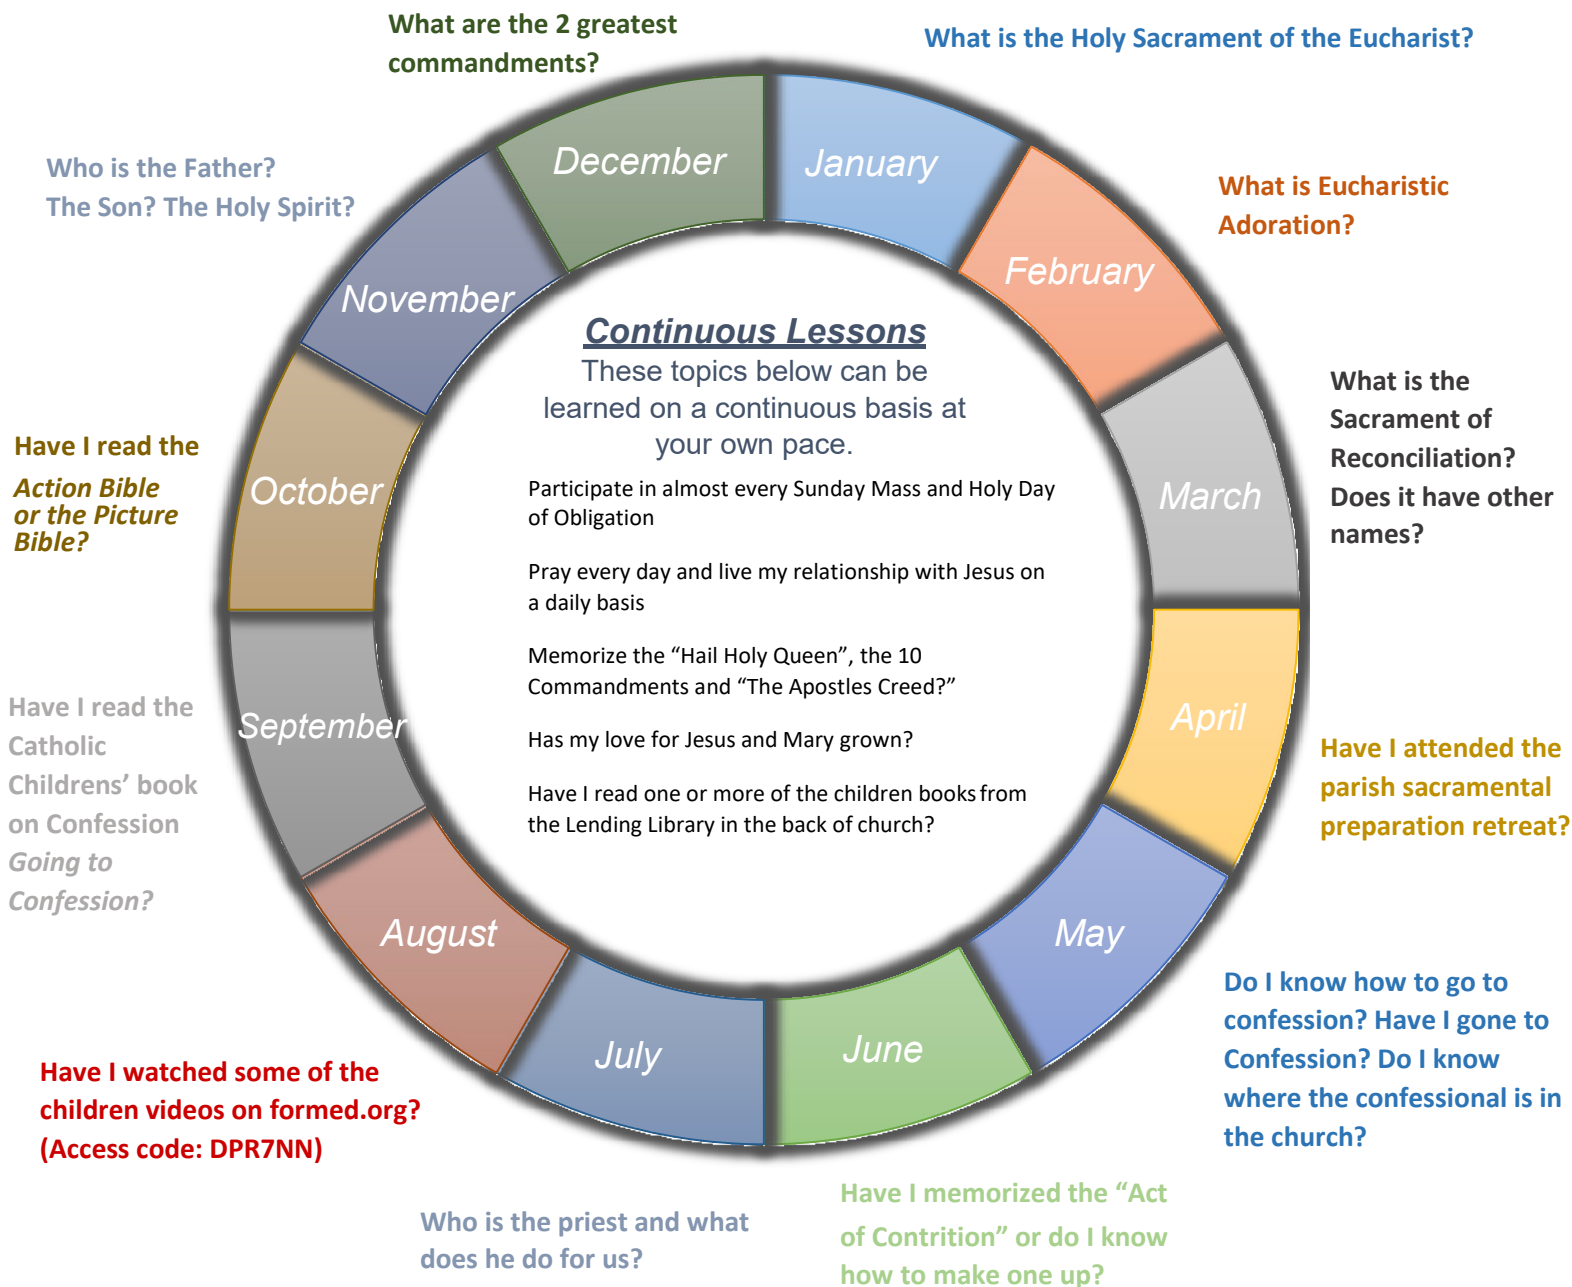 What are the 2 greatest
commandments?
What is the Holy Sacrament of the Eucharist?
December
January
Who is the Father?
The Son? The Holy Spirit?
What is Eucharistic
Adoration?
November
February
Continuous Lessons
These topics below can be
learned on a continuous basis at
your own pace.
Participate in almost every Sunday Mass and Holy Day
of Obligation
Pray every day and live my relationship with Jesus on
a daily basis
Memorize the “Hail Holy Queen”, the 10
Commandments and “The Apostles Creed?”
Has my love for Jesus and Mary grown?
Have I read one or more of the children books from
the Lending Library in the back of church?
What is the
Sacrament of
Reconciliation?
Does it have other
names?
March
Have I read the
Action Bible
or the Picture
Bible?
October
April
Have I attended the
parish sacramental
preparation retreat?
Have I read the
Catholic
Childrens’ book
on Confession
Going to
Confession?
September
May
Do I know how to go to
confession? Have I gone to
Confession? Do I know
where the confessional is in
the church?
August
Have I watched some of the
children videos on formed.org?
(Access code: DPR7NN)
July
June
Who is the priest and what
does he do for us?
Have I memorized the “Act
of Contrition” or do I know
how to make one up?